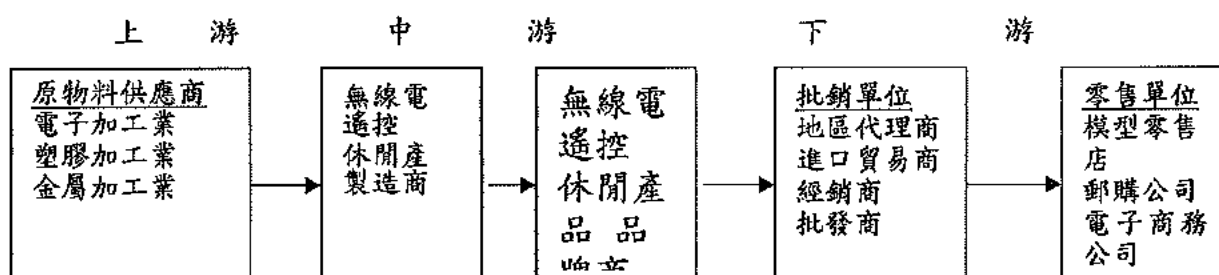 上 游 中 游 下 游
原物料供應商
電子加工業
塑膠加工業
金屬加工業
無線電
遙控
休閒產
製造商
無線電
遙控
休閒產
品 品
牌商
批銷單位
地區代理商
進口貿易商
經銷商
批發商
零售單位
模型零售
店
郵購公司
電子商務
公司